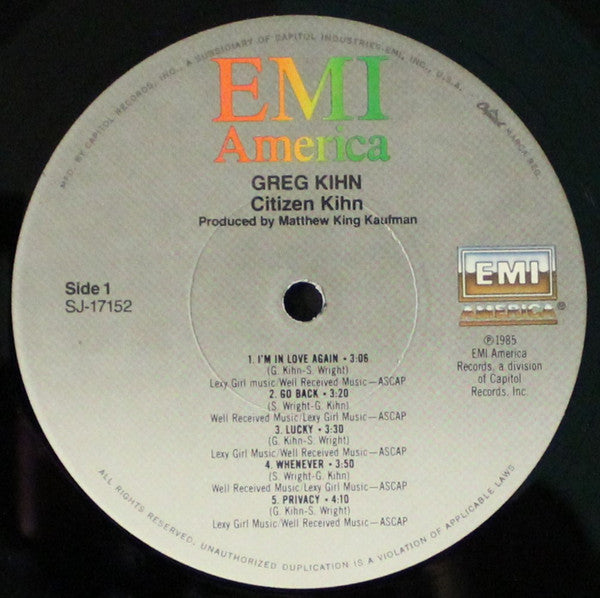 MFD. BY CAPITOL RECORDS, INC., A SUBSIDIARY OF CAPITOL INDUSTRIES-EMI, INC., U.S.A.
Capitol MARCA REG.
EMI
America
GREG KIHN
Citizen Kihn
Produced by Matthew King Kaufman
Side 1
SJ-17152
EMI
AMERICA®
℗1985
EMI America
Records, a division
of Capitol
Records, Inc.
1. I'M IN LOVE AGAIN • 3:06
(G. Kihn-S. Wright)
Lexy Girl music/Well Received Music—ASCAP
2. GO BACK • 3:20
(S. Wright-G. Kihn)
Well Received Music/Lexy Girl Music—ASCAP
3. LUCKY • 3:30
(G. Kihn-S. Wright)
Lexy Girl Music/Well Received Music—ASCAP
4. WHENEVER • 3:50
(S. Wright-G. Kihn)
Well Received Music/Lexy Girl Music—ASCAP
5. PRIVACY • 4:10
(G. Kihn-S. Wright)
Lexy Girl Music/Well Received Music—ASCAP
ALL RIGHTS RESERVED. UNAUTHORIZED DUPLICATION IS A VIOLATION OF APPLICABLE LAWS